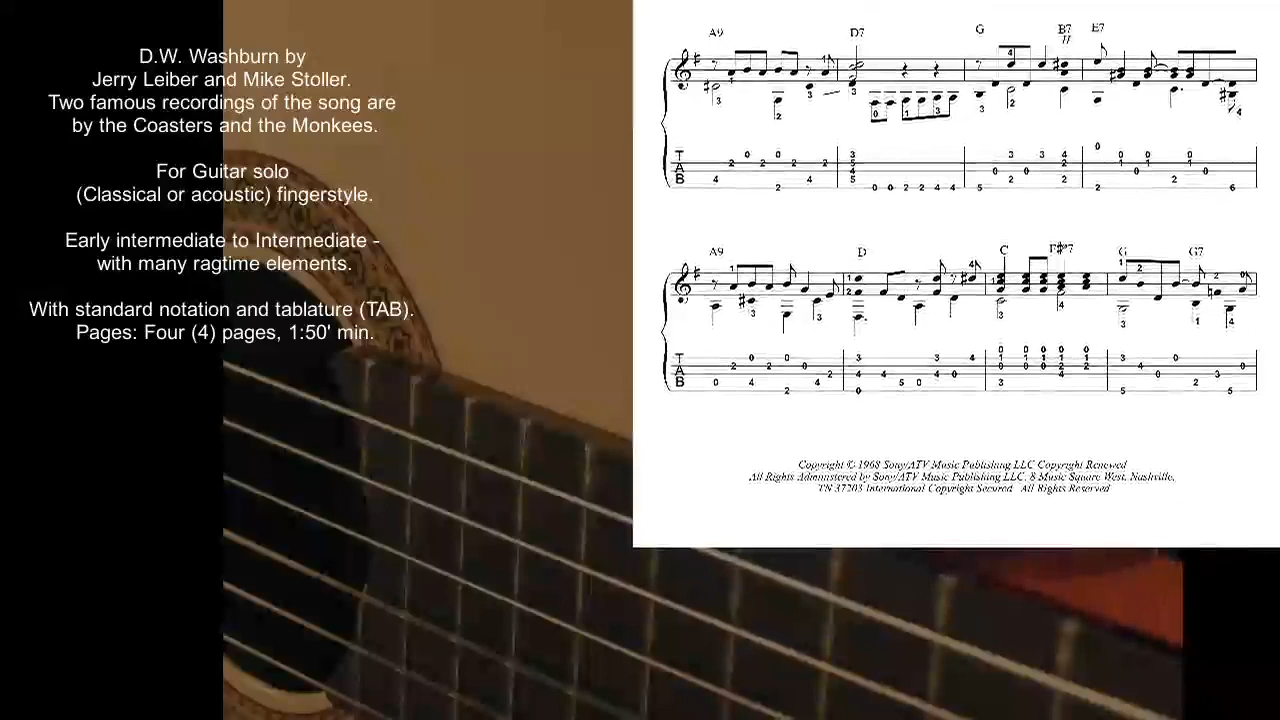 D.W. Washburn by
Jerry Leiber and Mike Stoller.
Two famous recordings of the song are
by the Coasters and the Monkees.
For Guitar solo
(Classical or acoustic) fingerstyle.
Early intermediate to Intermediate -
with many ragtime elements.
With standard notation and tablature (TAB).
Pages: Four (4) pages, 1:50' min.
A9 D7 G B7 E7
A9 D C F#7 G G7
Copyright © 1968 Sony/ATV Music Publishing LLC Copyright Renewed
All Rights Administered by Sony/ATV Music Publishing LLC, 8 Music Square West, Nashville,
TN 37203 International Copyright Secured All Rights Reserved